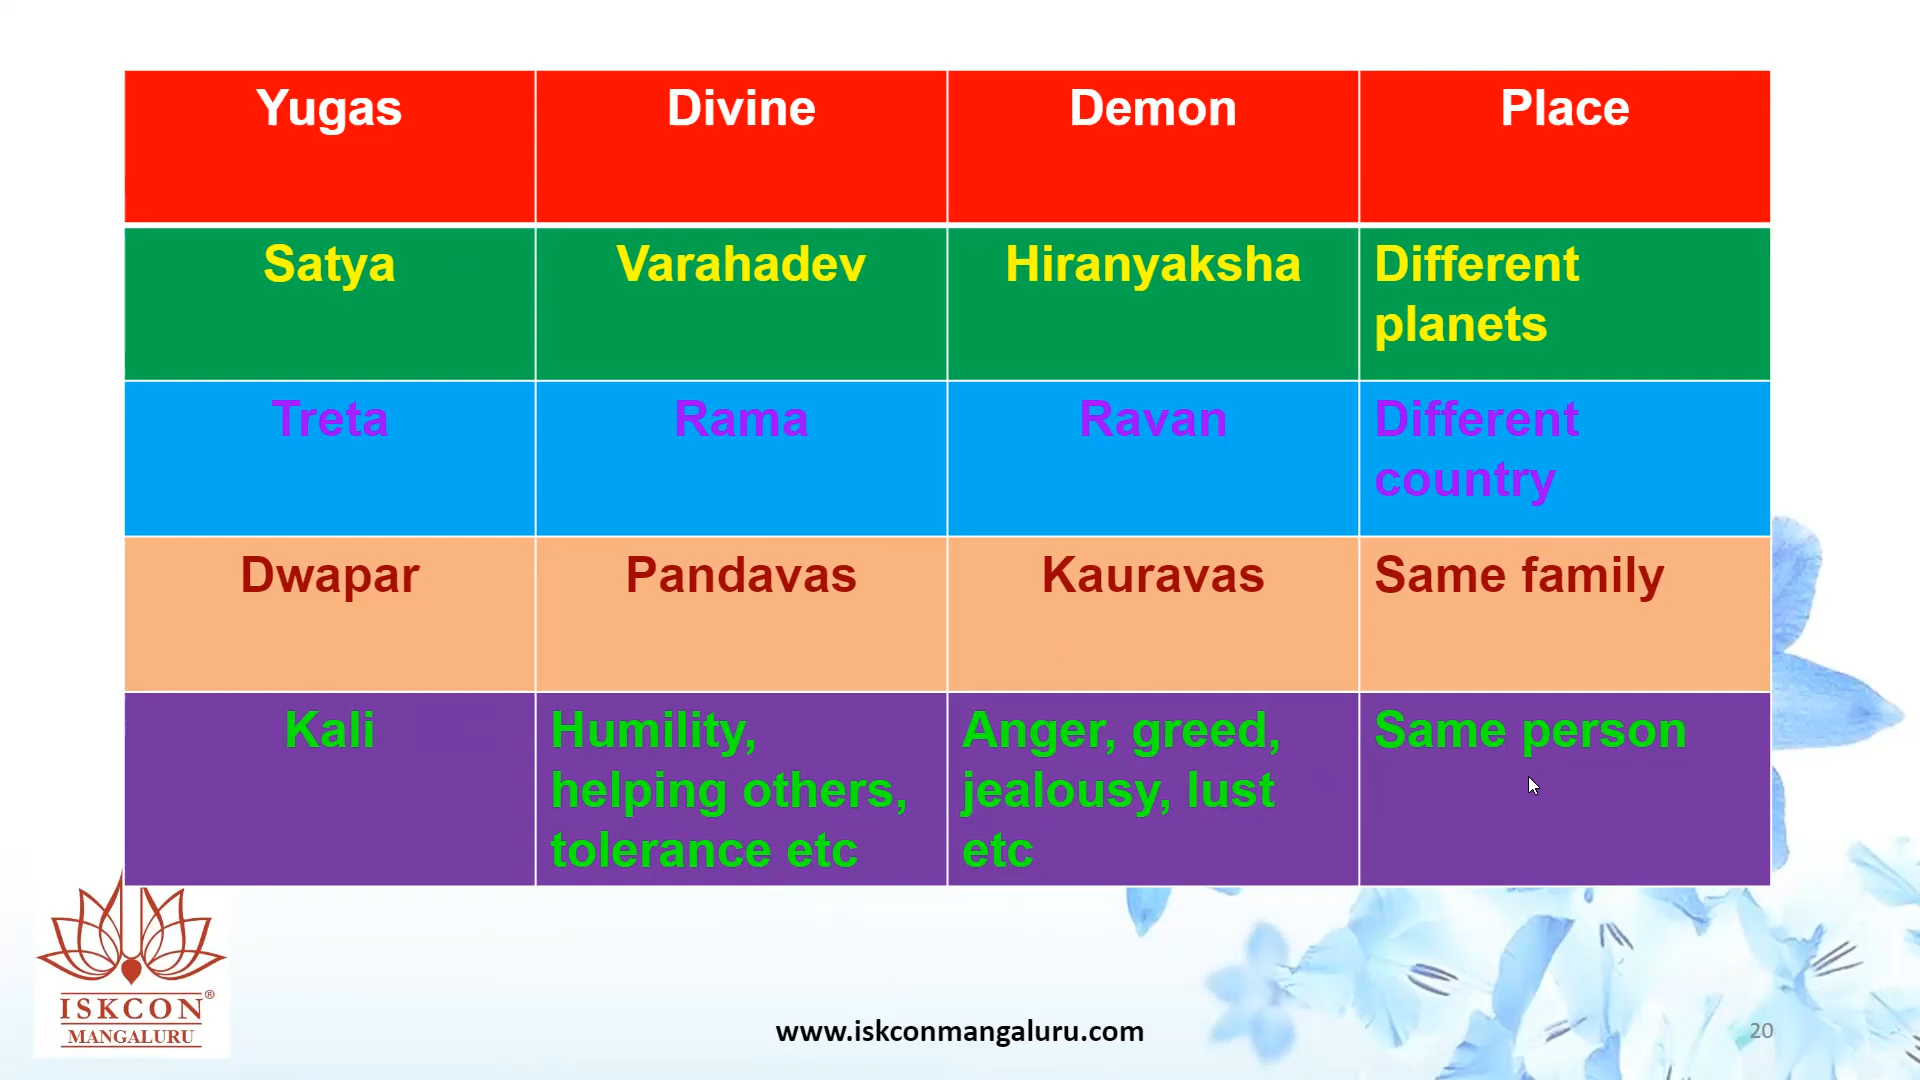 Yugas Divine Demon Place
Satya Varahadev Hiranyaksha Different
planets
Treta Rama Ravan Different
country
Dwapar Pandavas Kauravas Same family
Kali Humility, Anger, greed, Same person
helping others, jealousy, lust
tolerance etc etc
ISKCON®
MANGALURU
www.iskconmangaluru.com
20